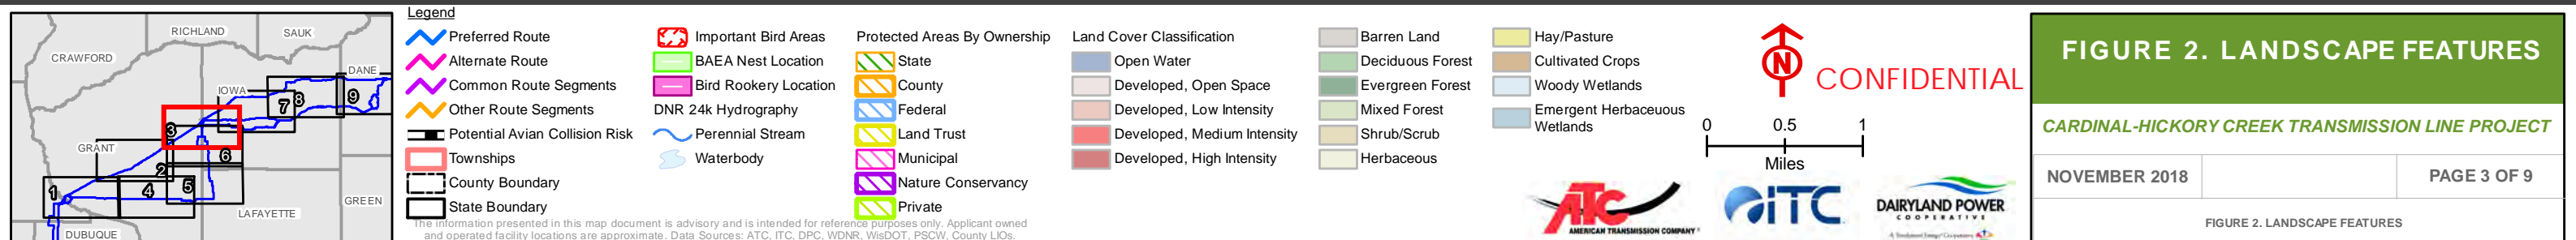 CRAWFORD
RICHLAND
SAUK
DANE
IOWA
GRANT
LAFAYETTE
GREEN
DUBUQUE
1
2
3
4
5
6
7
8
9
Legend
Preferred Route
Alternate Route
Common Route Segments
Other Route Segments
Potential Avian Collision Risk
Townships
County Boundary
State Boundary
Important Bird Areas
BAEA Nest Location
Bird Rookery Location
DNR 24k Hydrography
Perennial Stream
Waterbody
Protected Areas By Ownership
State
County
Federal
Land Trust
Municipal
Nature Conservancy
Private
Land Cover Classification
Open Water
Developed, Open Space
Developed, Low Intensity
Developed, Medium Intensity
Developed, High Intensity
Barren Land
Deciduous Forest
Evergreen Forest
Mixed Forest
Shrub/Scrub
Herbaceous
Hay/Pasture
Cultivated Crops
Woody Wetlands
Emergent Herbaceuous
Wetlands
The information presented in this map document is advisory and is intended for reference purposes only. Applicant owned
and operated facility locations are approximate. Data Sources: ATC, ITC, DPC, WDNR, WisDOT, PSCW, County LIOs.
N
CONFIDENTIAL
0 0.5 1
Miles
ATC
AMERICAN TRANSMISSION COMPANY®
ITC
DAIRYLAND POWER
COOPERATIVE
A Touchstone Energy® Cooperative
FIGURE 2. LANDSCAPE FEATURES
CARDINAL-HICKORY CREEK TRANSMISSION LINE PROJECT
NOVEMBER 2018
PAGE 3 OF 9
FIGURE 2. LANDSCAPE FEATURES